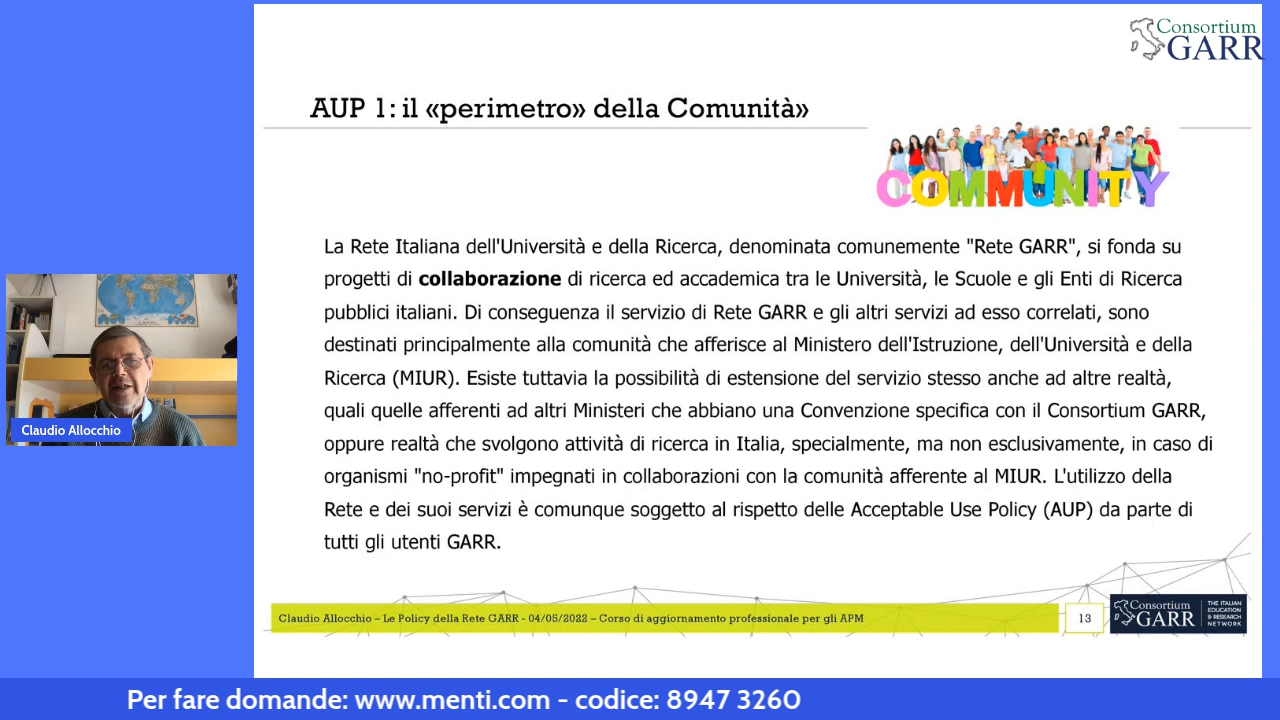 Consortium
GARR
AUP 1: il «perimetro» della Comunità»
COMMUNITY
La Rete Italiana dell'Università e della Ricerca, denominata comunemente "Rete GARR", si fonda su
progetti di collaborazione di ricerca ed accademica tra le Università, le Scuole e gli Enti di Ricerca
pubblici italiani. Di conseguenza il servizio di Rete GARR e gli altri servizi ad esso correlati, sono
destinati principalmente alla comunità che afferisce al Ministero dell'Istruzione, dell'Università e della
Ricerca (MIUR). Esiste tuttavia la possibilità di estensione del servizio stesso anche ad altre realtà,
quali quelle afferenti ad altri Ministeri che abbiano una Convenzione specifica con il Consortium GARR,
oppure realtà che svolgono attività di ricerca in Italia, specialmente, ma non esclusivamente, in caso di
organismi "no-profit" impegnati in collaborazioni con la comunità afferente al MIUR. L'utilizzo della
Rete e dei suoi servizi è comunque soggetto al rispetto delle Acceptable Use Policy (AUP) da parte di
tutti gli utenti GARR.
Claudio Allocchio
Claudio Allocchio – Le Policy della Rete GARR - 04/05/2022 – Corso di aggiornamento professionale per gli APM
13
Consortium
GARR
THE ITALIAN
EDUCATION
& RESEARCH
NETWORK
Per fare domande: www.menti.com - codice: 8947 3260